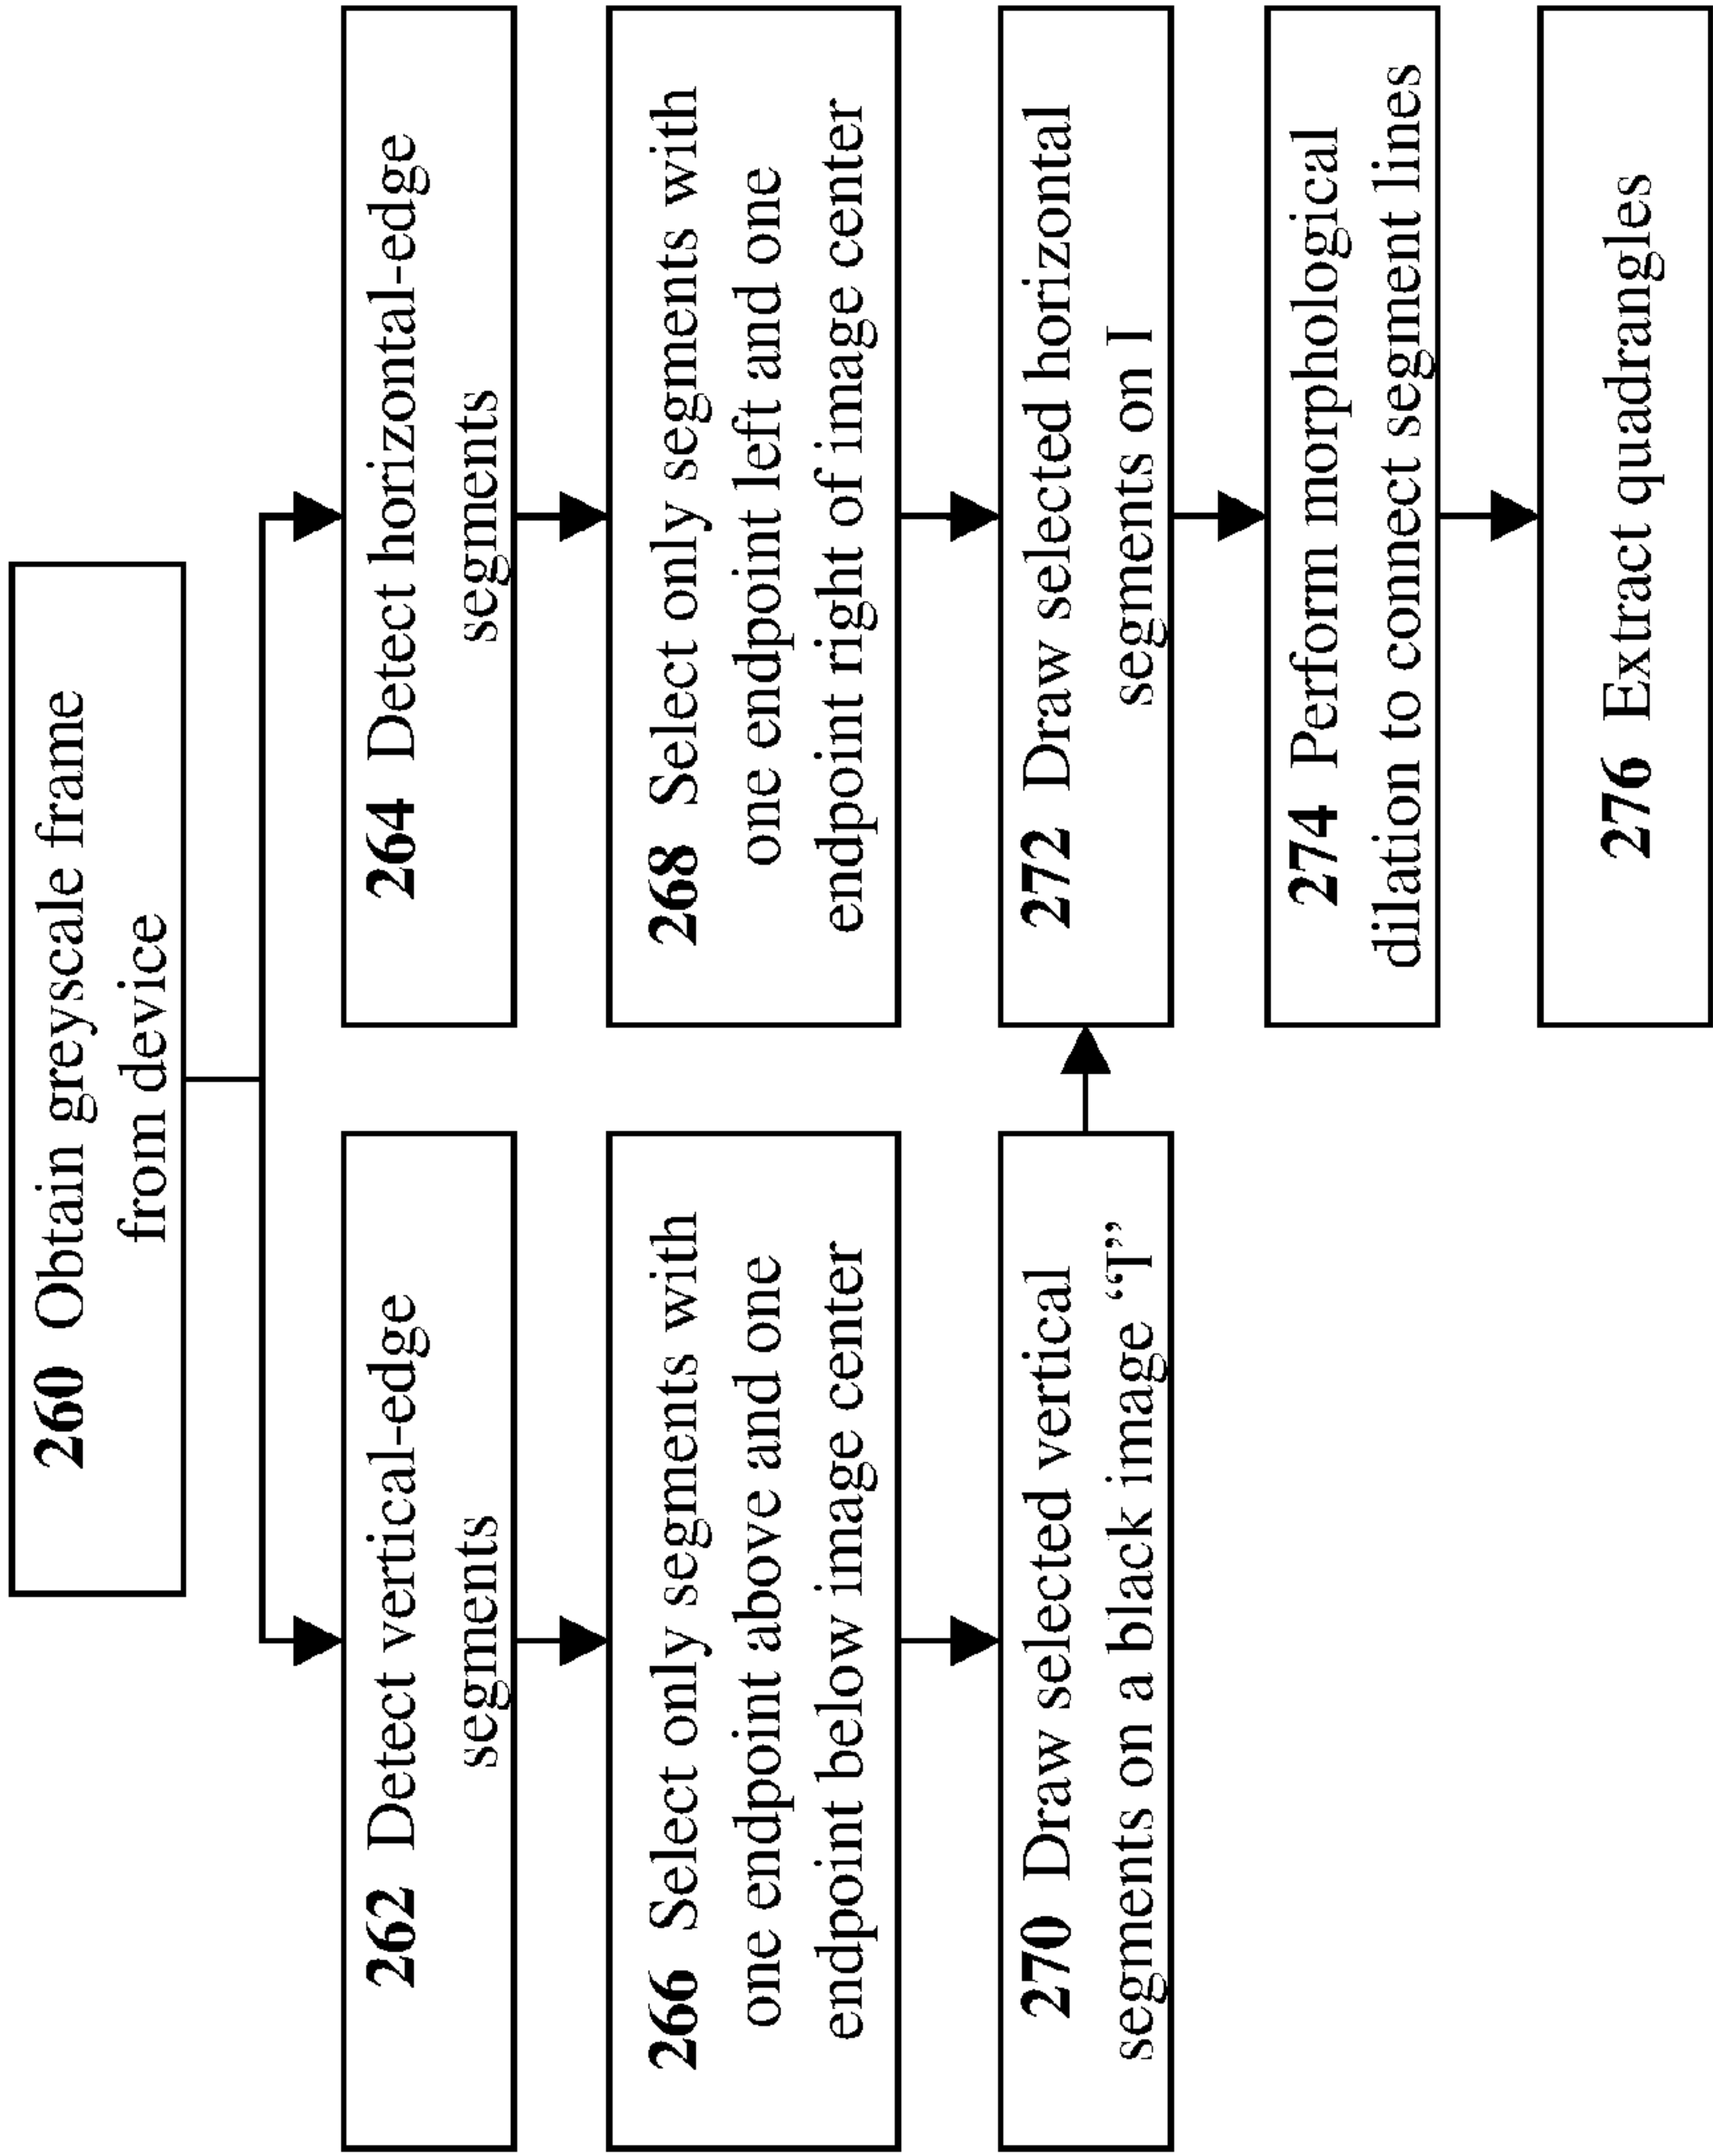 260 Obtain greyscale frame
from device
262 Detect vertical-edge
segments
264 Detect horizontal-edge
segments
266 Select only segments with
one endpoint above and one
endpoint below image center
268 Select only segments with
one endpoint left and one
endpoint right of image center
270 Draw selected vertical
segments on a black image “I”
272 Draw selected horizontal
segments on I
274 Perform morphological
dilation to connect segment lines
276 Extract quadrangles